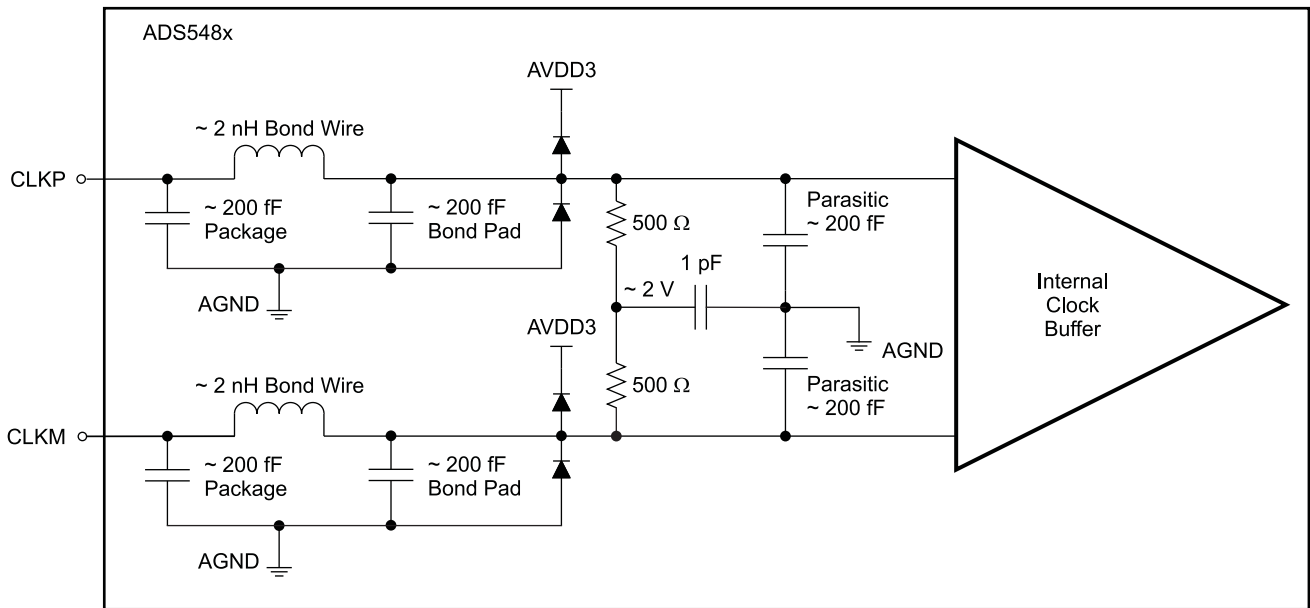 ADS548x
AVDD3
~ 2 nH Bond Wire
CLKP
~ 200 fF
Package
~ 200 fF
Bond Pad
500 Ω
Parasitic
~ 200 fF
1 pF
~ 2 V
AGND
Internal
Clock
Buffer
AVDD3
AGND
~ 2 nH Bond Wire
500 Ω
Parasitic
~ 200 fF
CLKM
~ 200 fF
Package
~ 200 fF
Bond Pad
AGND